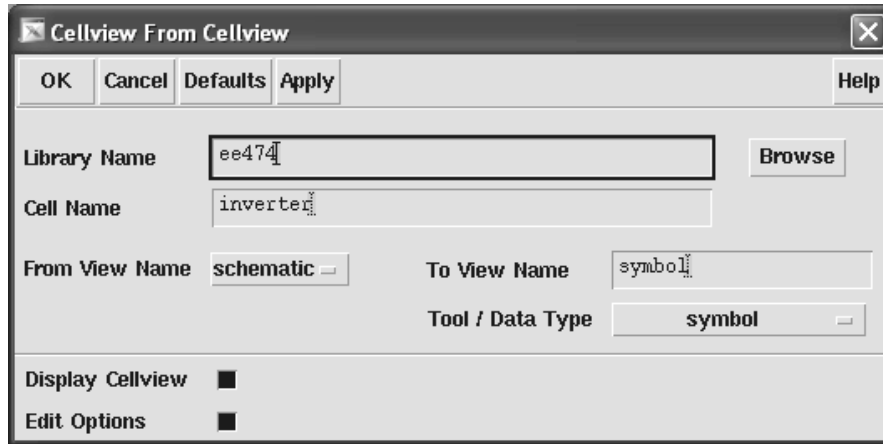 Cellview From Cellview
OK Cancel Defaults Apply Help
Library Name ee474 Browse
Cell Name inverter
From View Name schematic To View Name symbol
Tool / Data Type symbol
Display Cellview
Edit Options